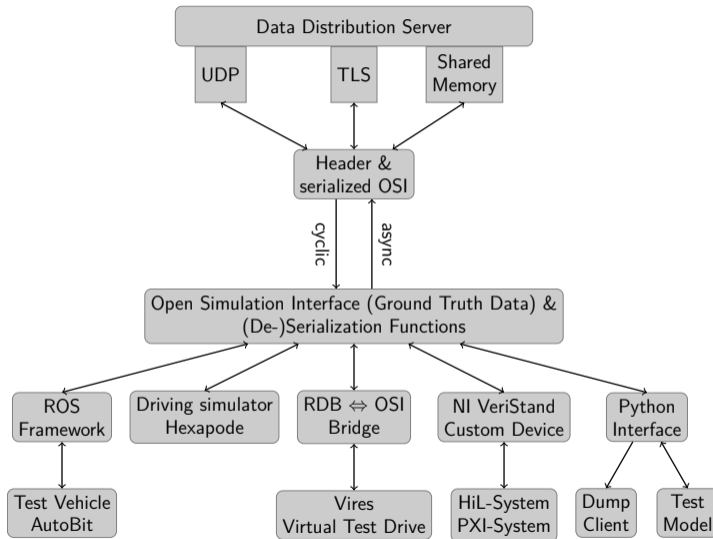 Data Distribution Server
UDP
TLS
Shared
Memory
Header &
serialized OSI
cyclic
async
Open Simulation Interface (Ground Truth Data) &
(De-)Serialization Functions
ROS
Framework
Driving simulator
Hexapode
RDB ⇔ OSI
Bridge
NI VeriStand
Custom Device
Python
Interface
Test Vehicle
AutoBit
Vires
Virtual Test Drive
HiL-System
PXI-System
Dump
Client
Test
Model